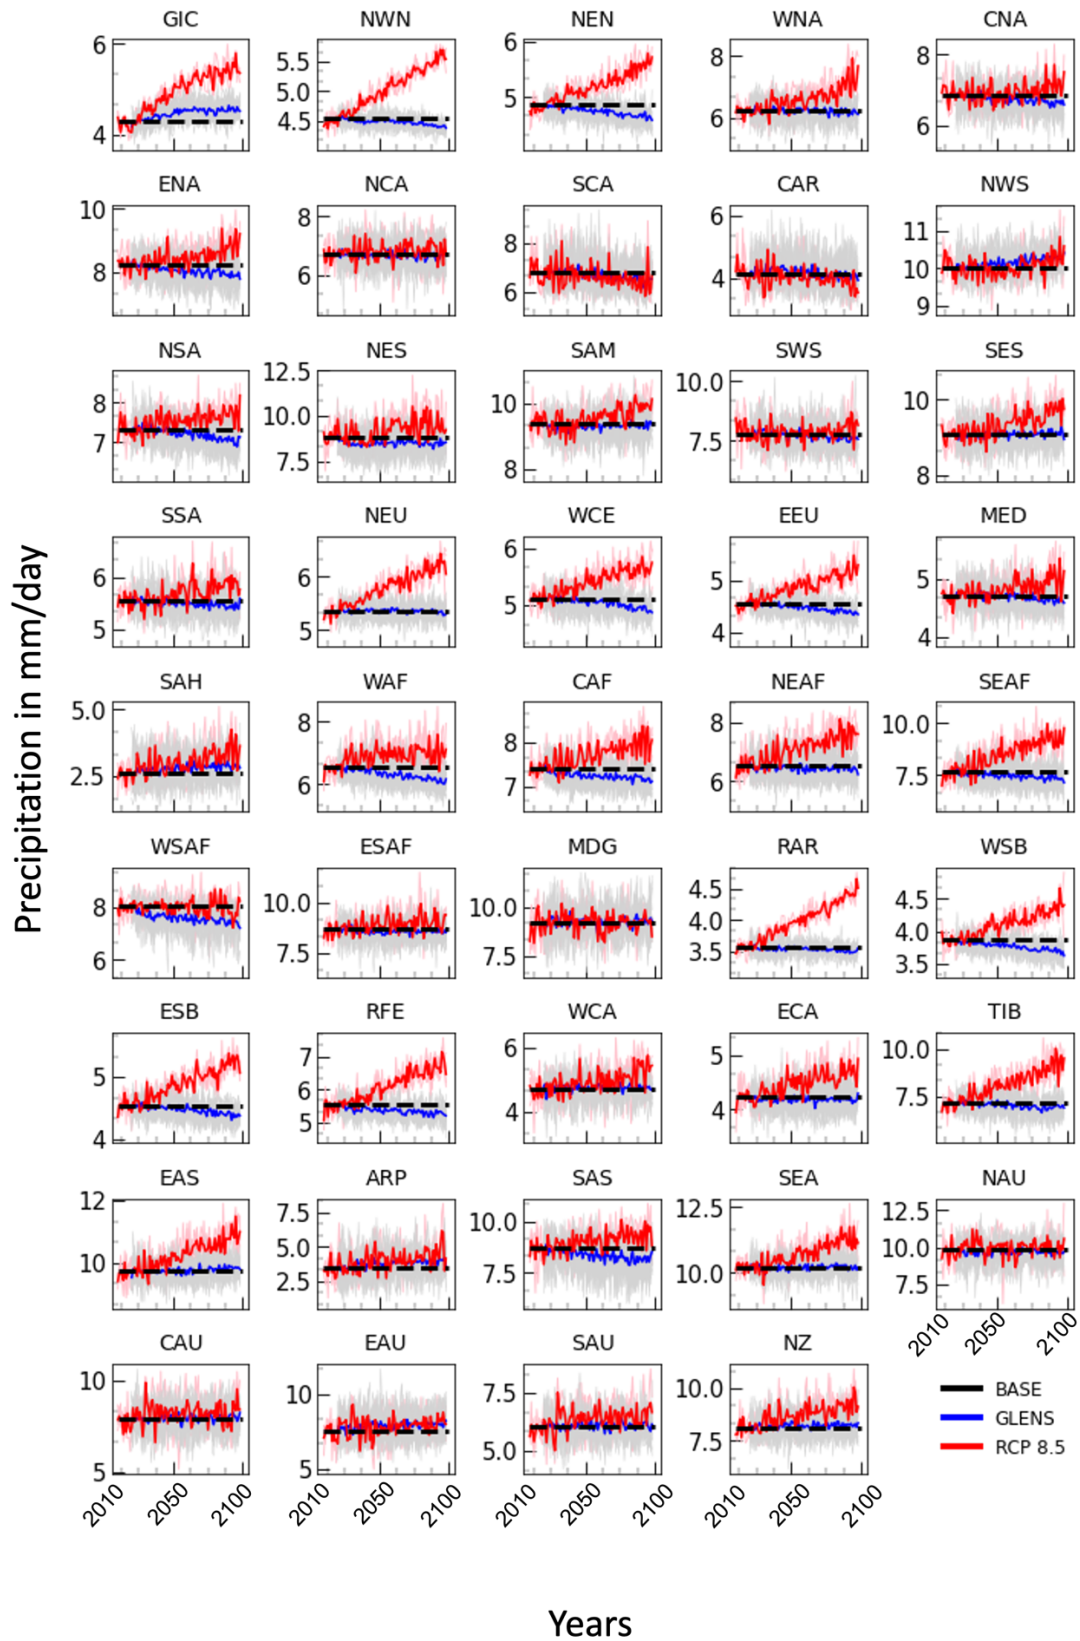 GIC NWN NEN WNA CNA
6 4
5.5 5.0 4.5
6 5
8 6
8 6
ENA NCA SCA CAR NWS
10 8
8 6
8 6
6 4
11 10 9
NSA NES SAM SWS SES
8 7
12.5 10.0 7.5
10 8
10.0 7.5
10 8
SSA NEU WCE EEU MED
6 5
6 5
6 5
5 4
5 4
SAH WAF CAF NEAF SEAF
5.0 2.5
8 6
8 7
8 6
10.0 7.5
WSAF ESAF MDG RAR WSB
8 6
10.0 7.5
10.0 7.5
4.5 4.0 3.5
4.5 4.0 3.5
ESB RFE WCA ECA TIB
5 4
7 6 5
6 4
5 4
10.0 7.5
EAS ARP SAS SEA NAU
12 10
7.5 5.0 2.5
10.0 7.5
12.5 10.0
12.5 10.0 7.5
2010 2050 2100
CAU EAU SAU NZ
10 5
10 5
7.5 5.0
10.0 7.5
2010 2050 2100
2010 2050 2100
2010 2050 2100
2010 2050 2100
BASE
GLENS
RCP 8.5
Precipitation in mm/day
Years